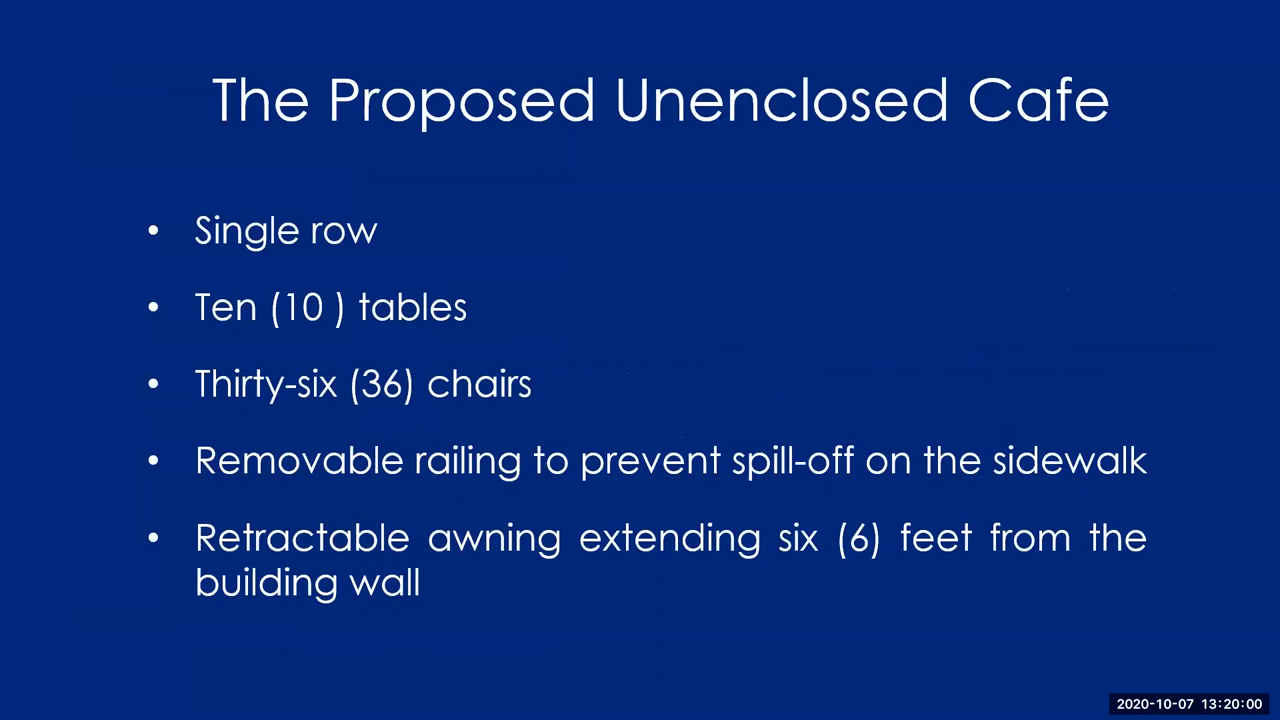 The Proposed Unenclosed Cafe
• Single row
• Ten (10 ) tables
• Thirty-six (36) chairs
• Removable railing to prevent spill-off on the sidewalk
• Retractable awning extending six (6) feet from the
building wall
2020-10-07 13:20:00